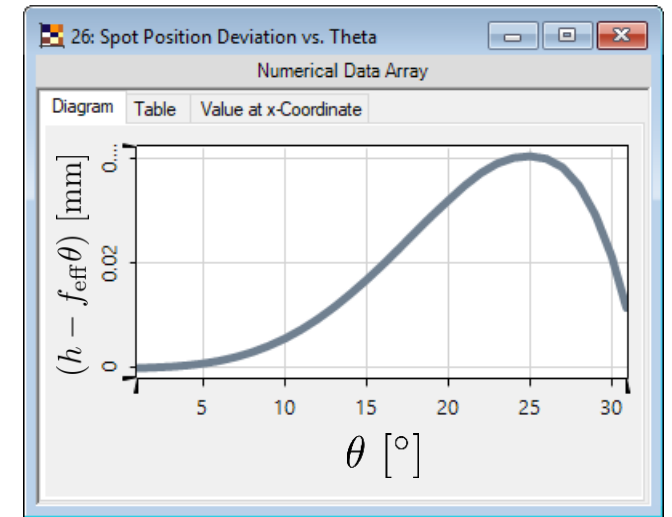 26: Spot Position Deviation vs. Theta
Numerical Data Array
Diagram Table Value at x-Coordinate
(h − f_eff θ) [mm]
0....
0.02
0
5 10 15 20 25 30
θ [°]